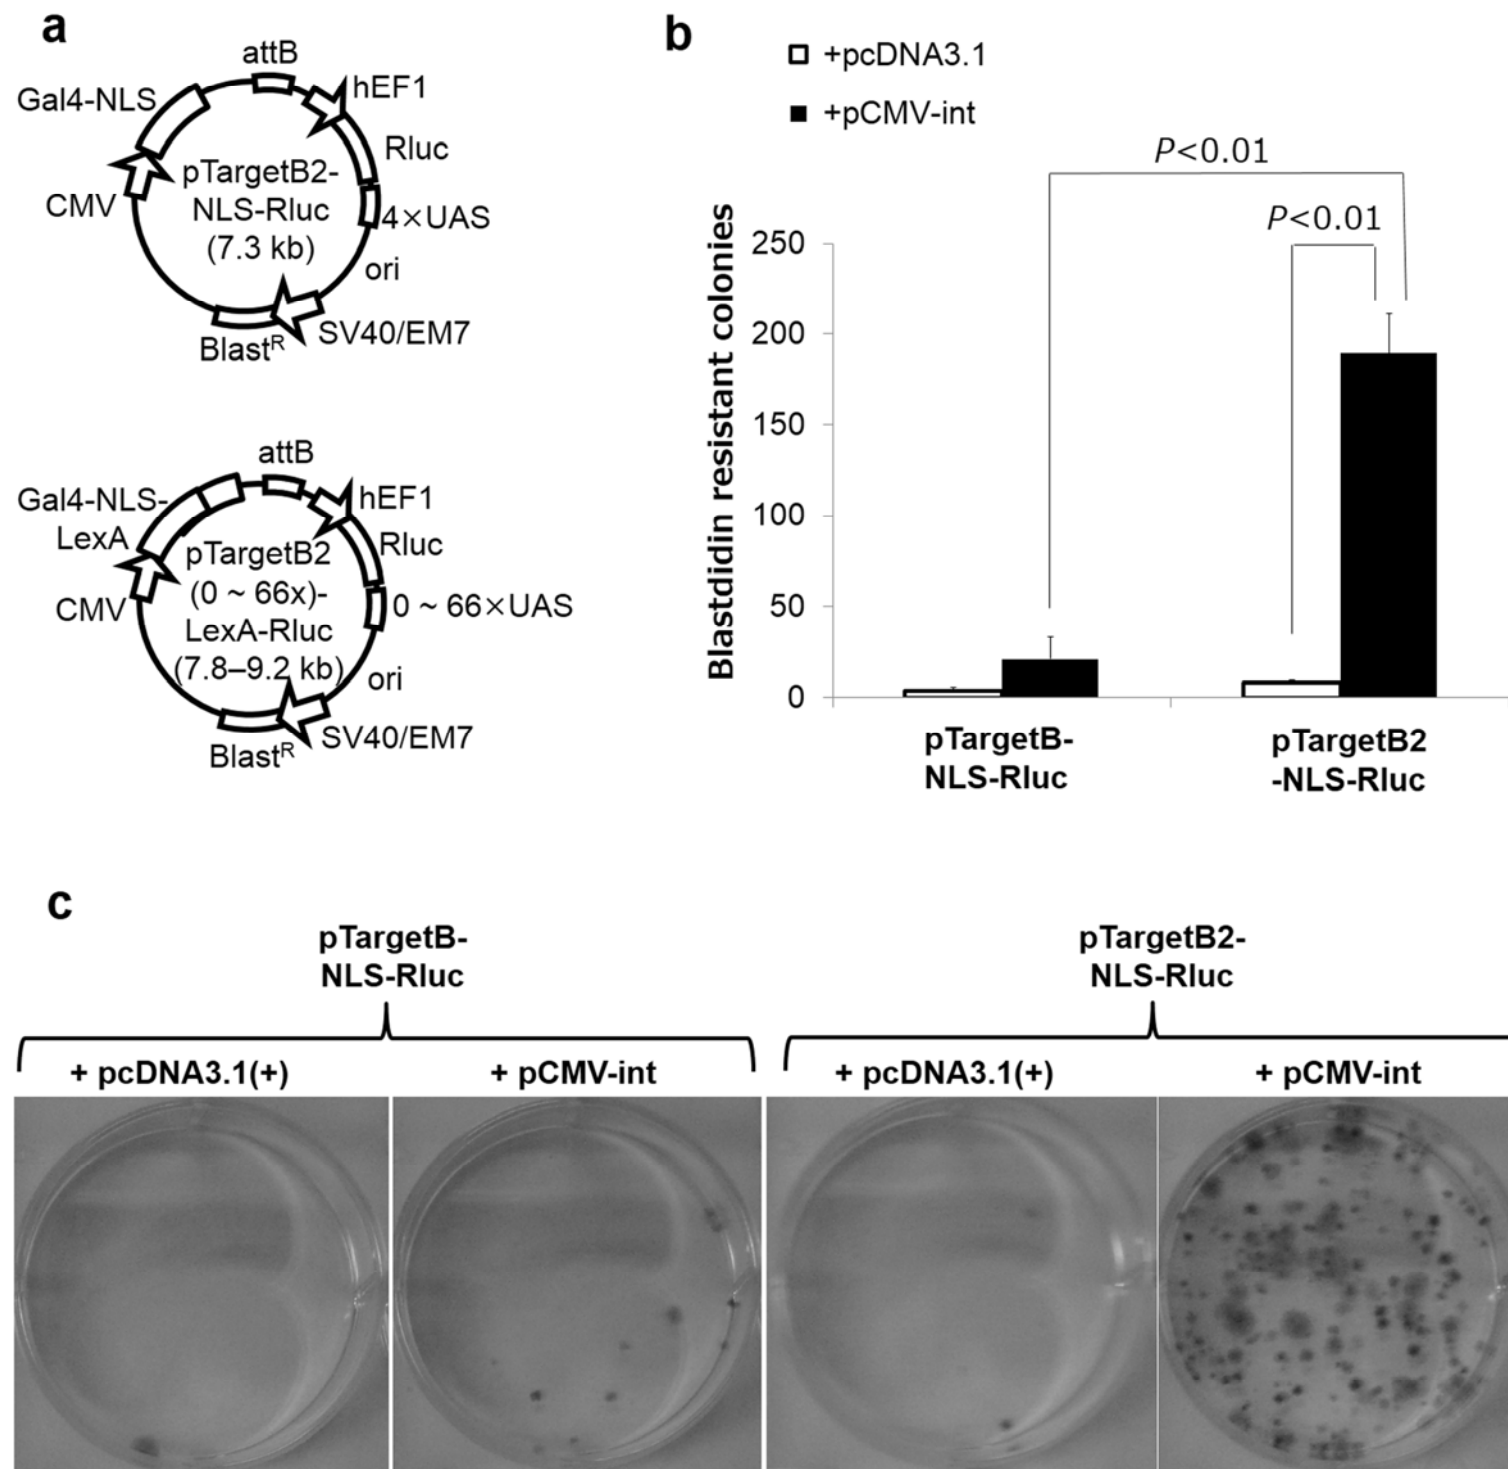 a
attB
Gal4-NLS
hEF1
Rluc
pTargetB2-
NLS-Rluc
(7.3 kb)
CMV
4×UAS
ori
SV40/EM7
Blast^R
attB
Gal4-NLS-
LexA
hEF1
Rluc
pTargetB2
(0 ~ 66x)-
LexA-Rluc
(7.8–9.2 kb)
CMV
0 ~ 66×UAS
ori
SV40/EM7
Blast^R
b
+pcDNA3.1
+pCMV-int
P<0.01
P<0.01
Blastdidin resistant colonies
250
200
150
100
50
0
pTargetB-
NLS-Rluc
pTargetB2
-NLS-Rluc
c
pTargetB-
NLS-Rluc
pTargetB2-
NLS-Rluc
+ pcDNA3.1(+)
+ pCMV-int
+ pcDNA3.1(+)
+ pCMV-int